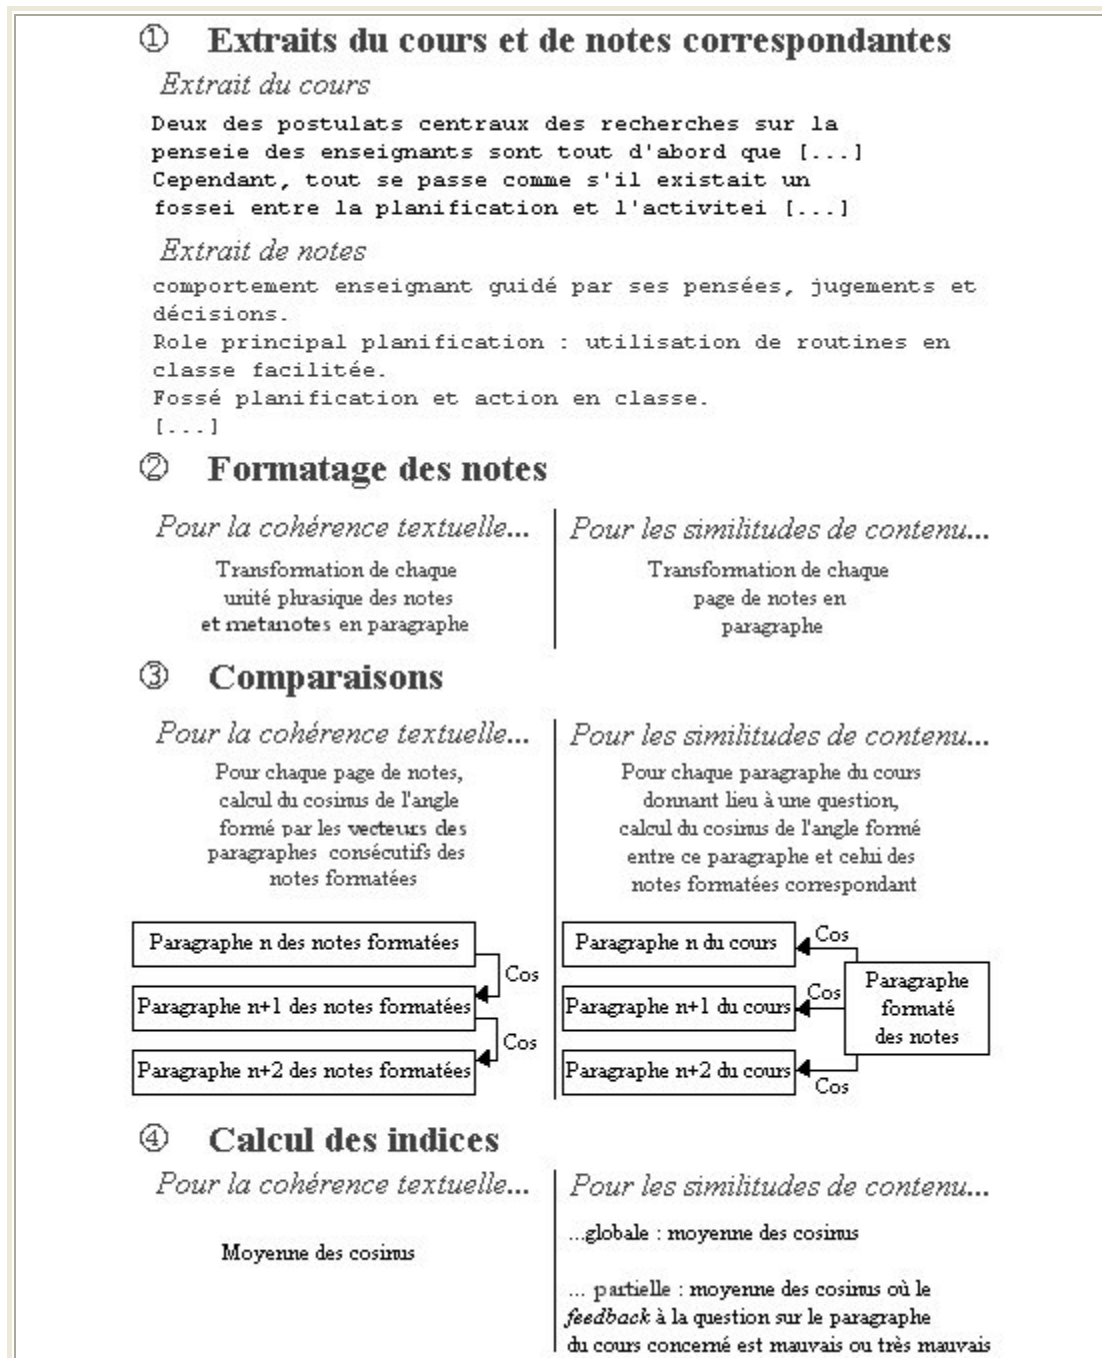 ① Extraits du cours et de notes correspondantes
Extrait du cours
Deux des postulats centraux des recherches sur la
penseie des enseignants sont tout d'abord que [...]
Cependant, tout se passe comme s'il existait un
fossei entre la planification et l'activitei [...]
Extrait de notes
comportement enseignant guidé par ses pensées, jugements et
décisions.
Role principal planification : utilisation de routines en
classe facilitée.
Fossé planification et action en classe.
[...]
② Formatage des notes
Pour la cohérence textuelle...
Transformation de chaque
unité phrasique des notes
et metanotes en paragraphe
Pour les similitudes de contenu...
Transformation de chaque
page de notes en
paragraphe
③ Comparaisons
Pour la cohérence textuelle...
Pour chaque page de notes,
calcul du cosinus de l'angle
formé par les vecteurs des
paragraphes consécutifs des
notes formatées
Paragraphe n des notes formatées
Cos
Paragraphe n+1 des notes formatées
Cos
Paragraphe n+2 des notes formatées
Pour les similitudes de contenu...
Pour chaque paragraphe du cours
donnant lieu à une question,
calcul du cosinus de l'angle formé
entre ce paragraphe et celui des
notes formatées correspondant
Paragraphe n du cours
Cos
Paragraphe n+1 du cours
Cos
Paragraphe n+2 du cours
Cos
Paragraphe
formaté
des notes
④ Calcul des indices
Pour la cohérence textuelle...
Moyenne des cosinus
Pour les similitudes de contenu...
...globale : moyenne des cosinus
... partielle : moyenne des cosinus où le
feedback à la question sur le paragraphe
du cours concerné est mauvais ou très mauvais